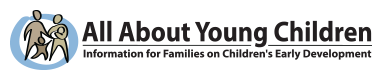 All About Young Children
Information for Families on Children's Early Development